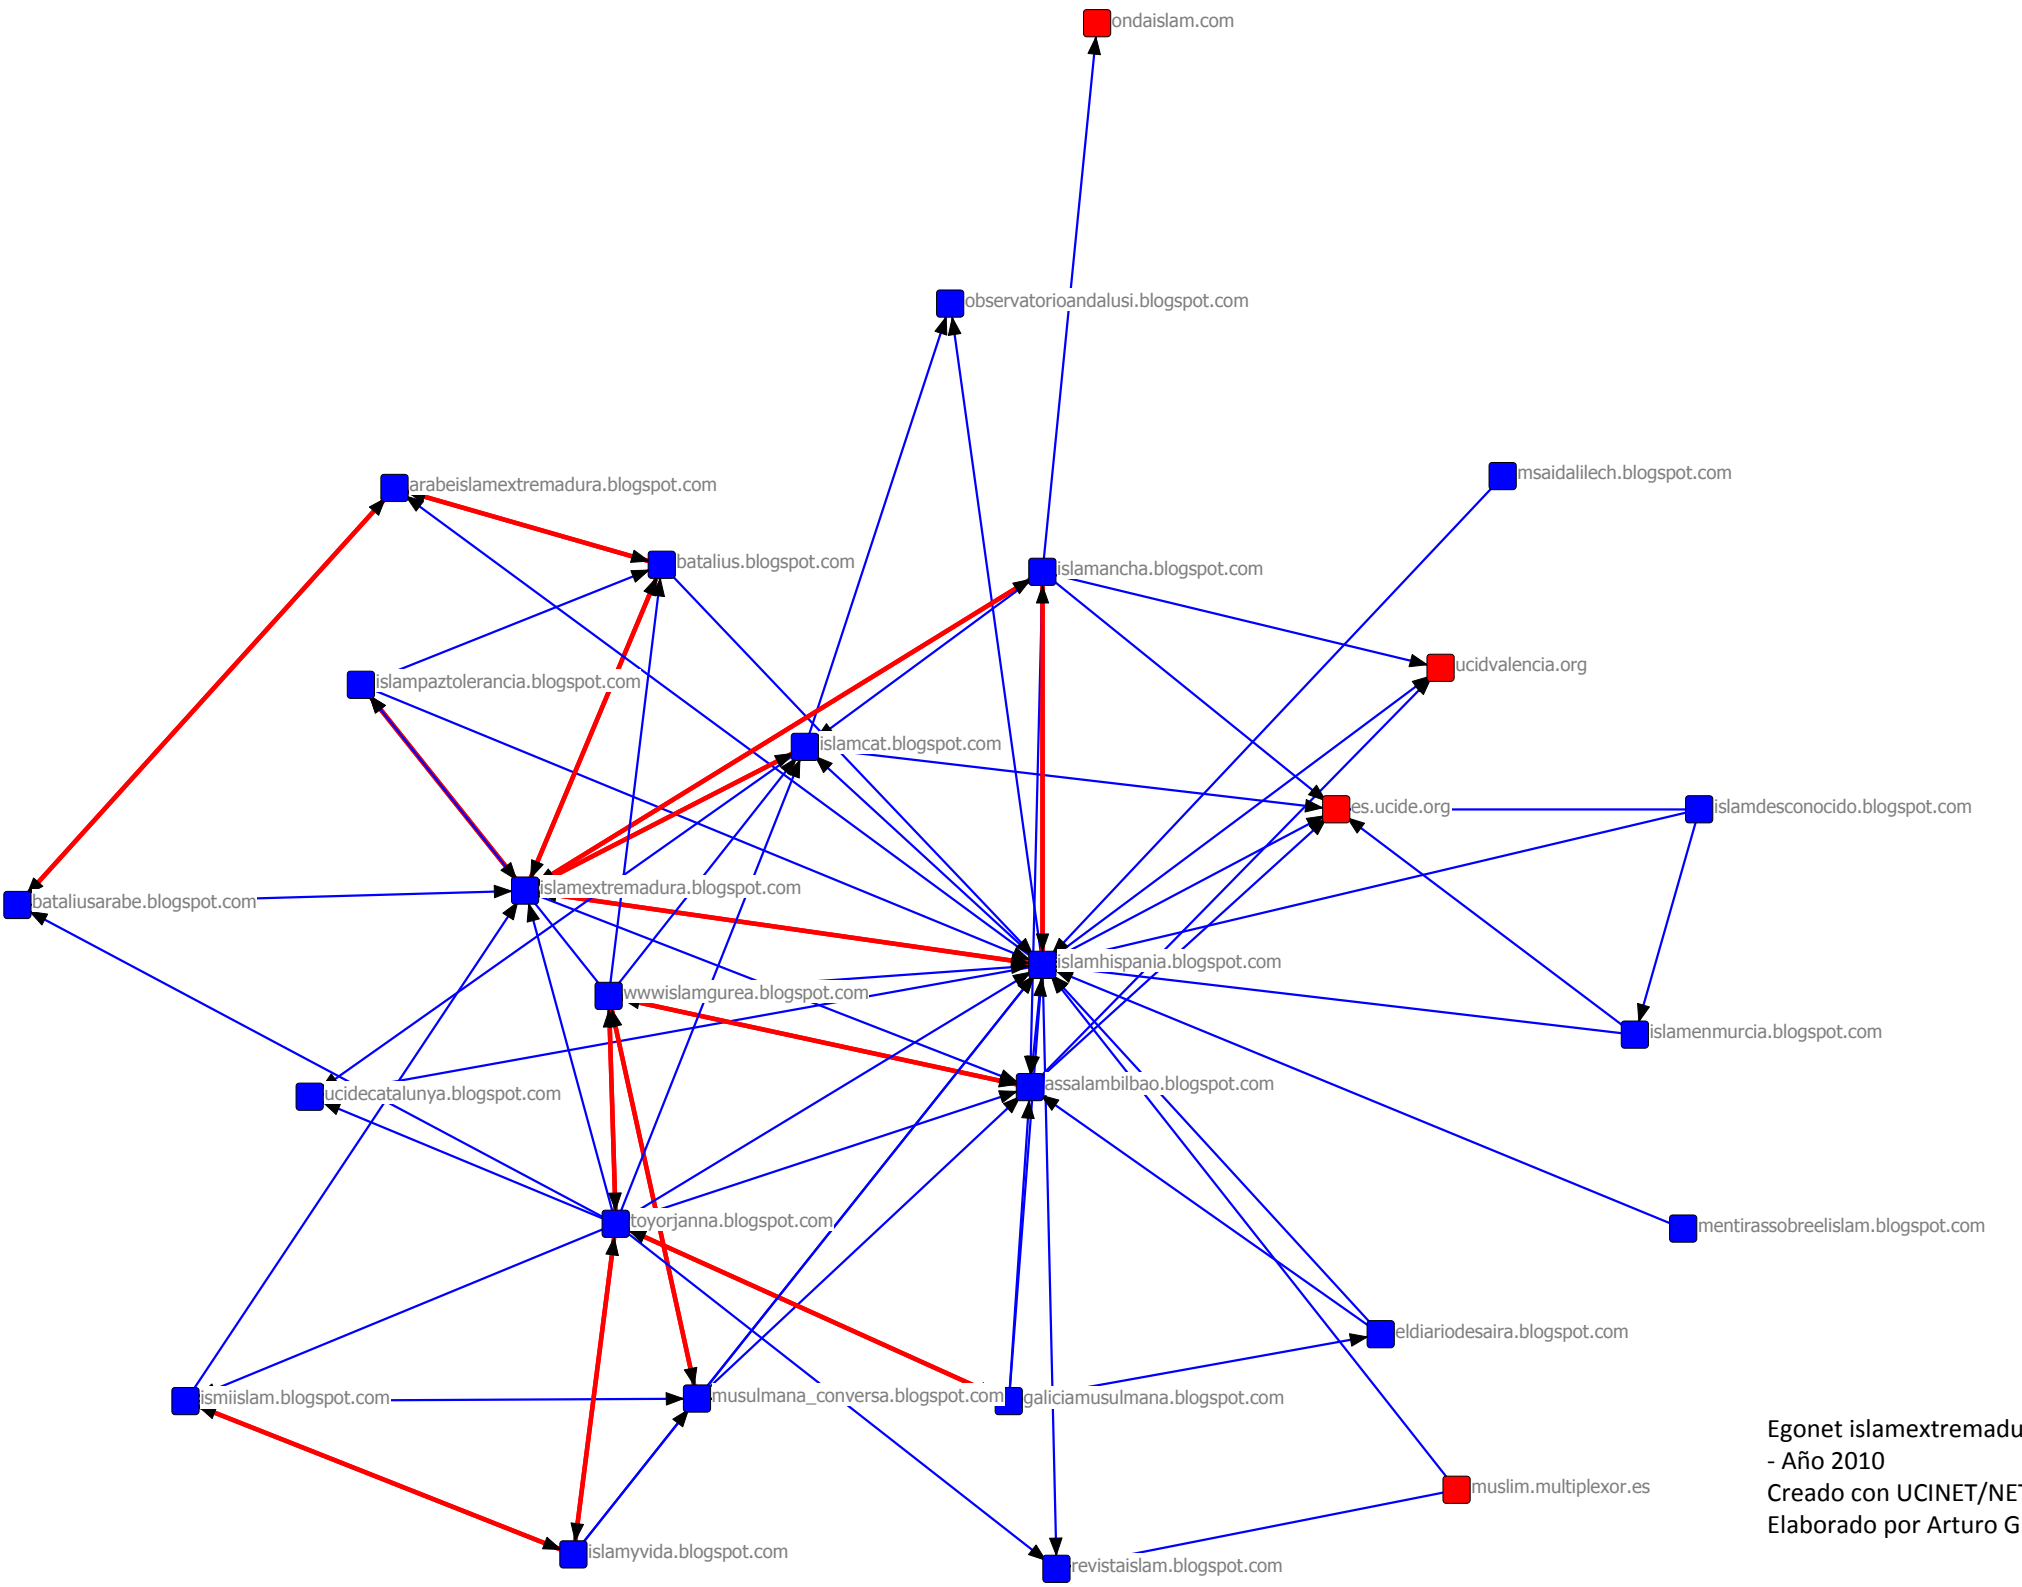 ondaislam.com
observatorioandalusi.blogspot.com
msaidalilech.blogspot.com
arabeislamextremadura.blogspot.com
batalius.blogspot.com
islamancha.blogspot.com
ucidvalencia.org
islampaztolerancia.blogspot.com
islamcat.blogspot.com
es.ucide.org
islamdesconocido.blogspot.com
islamextremadura.blogspot.com
bataliusarabe.blogspot.com
islamhispania.blogspot.com
wwwislamgurea.blogspot.com
islamenmurcia.blogspot.com
assalambilbao.blogspot.com
ucidecatalunya.blogspot.com
toyorjanna.blogspot.com
mentirassobreelislam.blogspot.com
eldiariodesaira.blogspot.com
ismiislam.blogspot.com
musulmana_conversa.blogspot.com
galiciamusulmana.blogspot.com
Egonet islamextremadu
- Año 2010
Creado con UCINET/NET
Elaborado por Arturo G
muslim.multiplexor.es
islamyvida.blogspot.com
revistaislam.blogspot.com